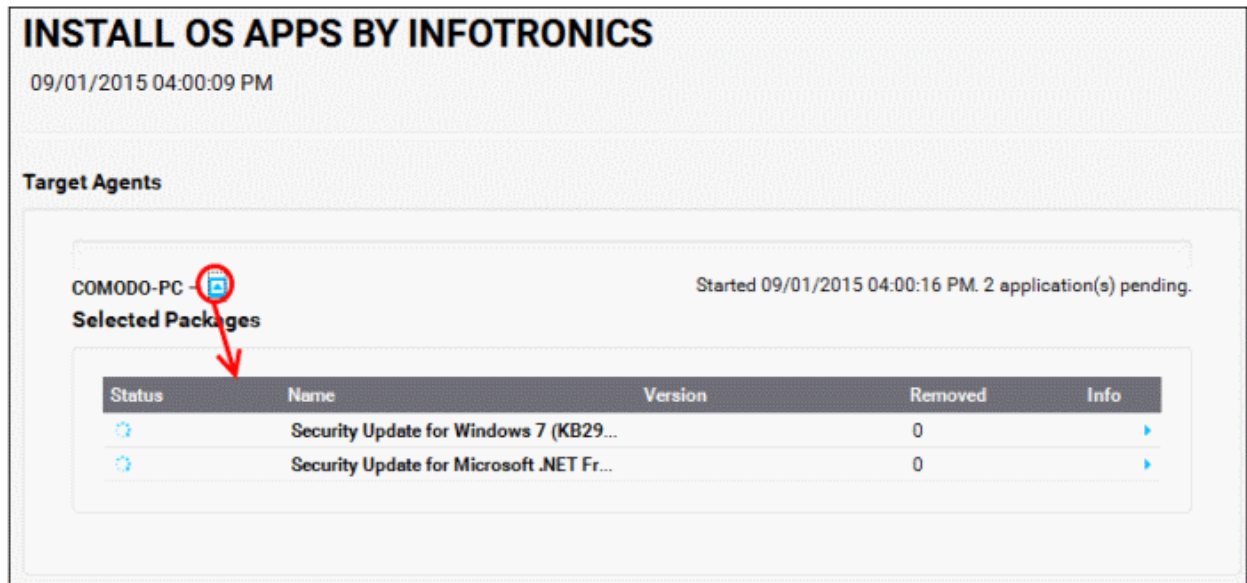 INSTALL OS APPS BY INFOTRONICS
09/01/2015 04:00:09 PM
Target Agents
COMODO-PC - Started 09/01/2015 04:00:16 PM. 2 application(s) pending.
Selected Packages
Status Name Version Removed Info
Security Update for Windows 7 (KB29... 0
Security Update for Microsoft .NET Fr... 0